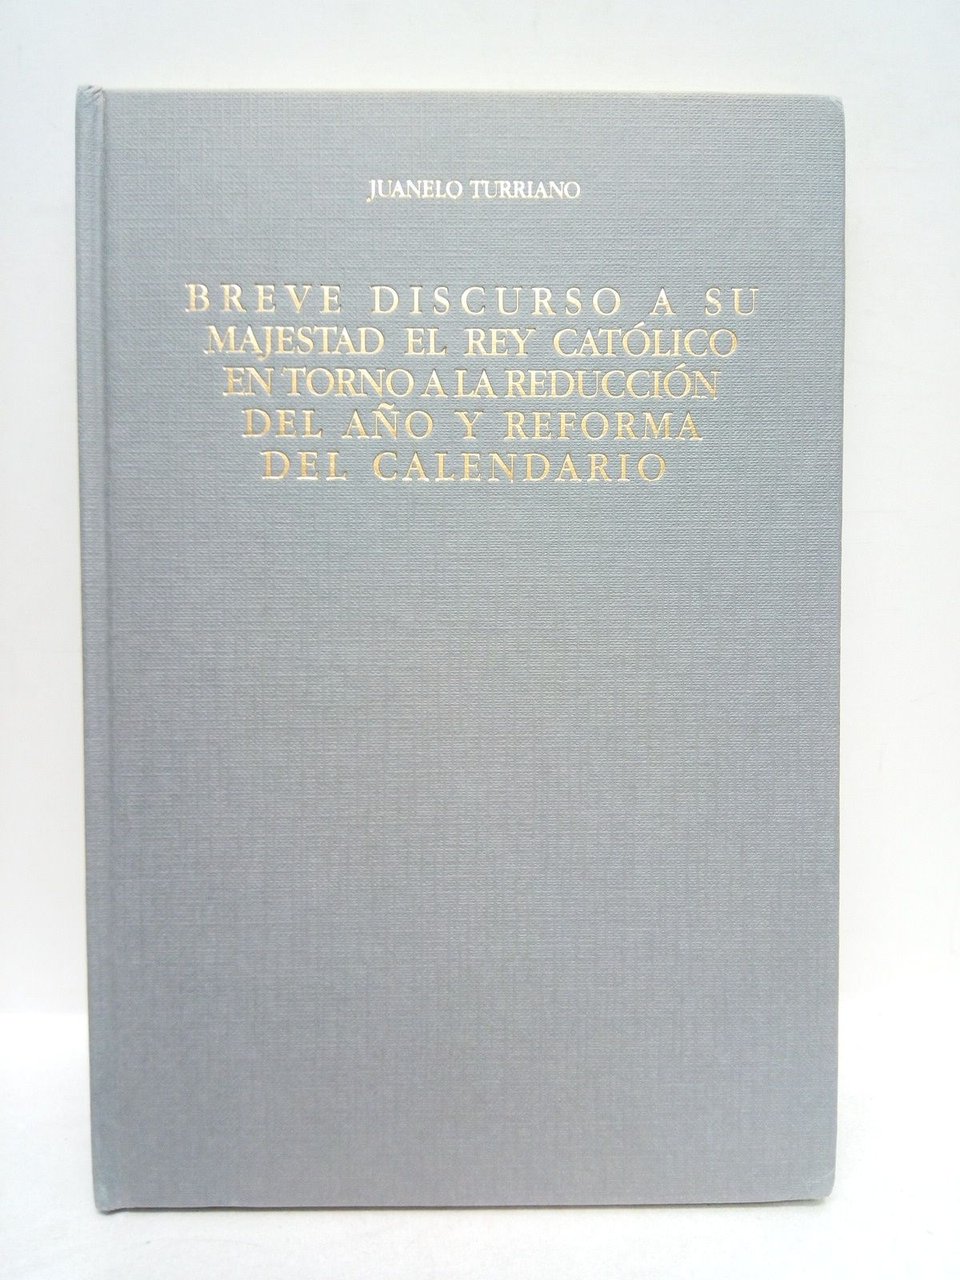 JUANELO TURRIANO
BREVE DISCURSO A SU
MAJESTAD EL REY CATÓLICO
EN TORNO A LA REDUCCIÓN
DEL AÑO Y REFORMA
DEL CALENDARIO